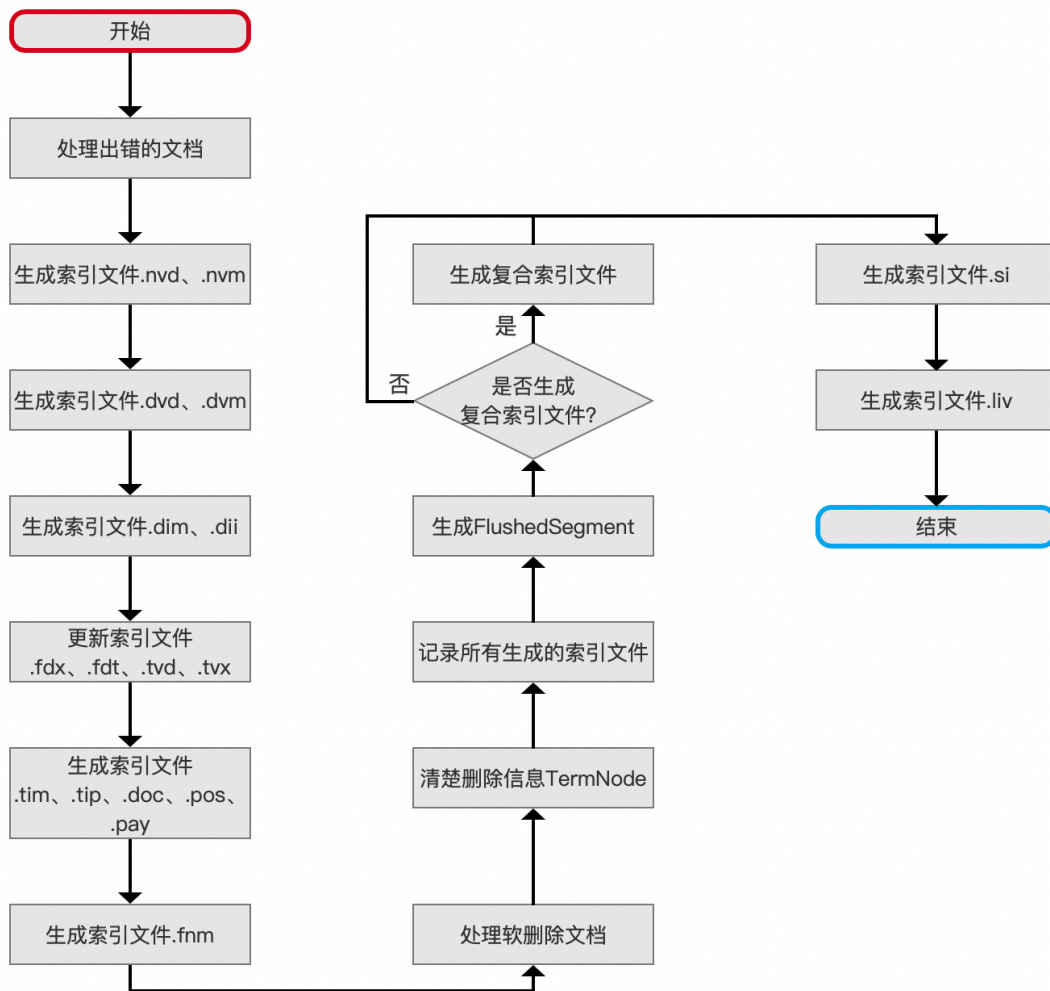 开始
处理出错的文档
生成索引文件.nvd、.nvm
生成索引文件.dvd、.dvm
生成索引文件.dim、.dii
更新索引文件
.fdx、.fdt、.tvd、.tvx
生成索引文件
.tim、.tip、.doc、.pos、
.pay
生成索引文件.fnm
处理软删除文档
清楚删除信息TermNode
记录所有生成的索引文件
生成FlushedSegment
是否生成
复合索引文件?
是
否
生成复合索引文件
生成索引文件.si
生成索引文件.liv
结束